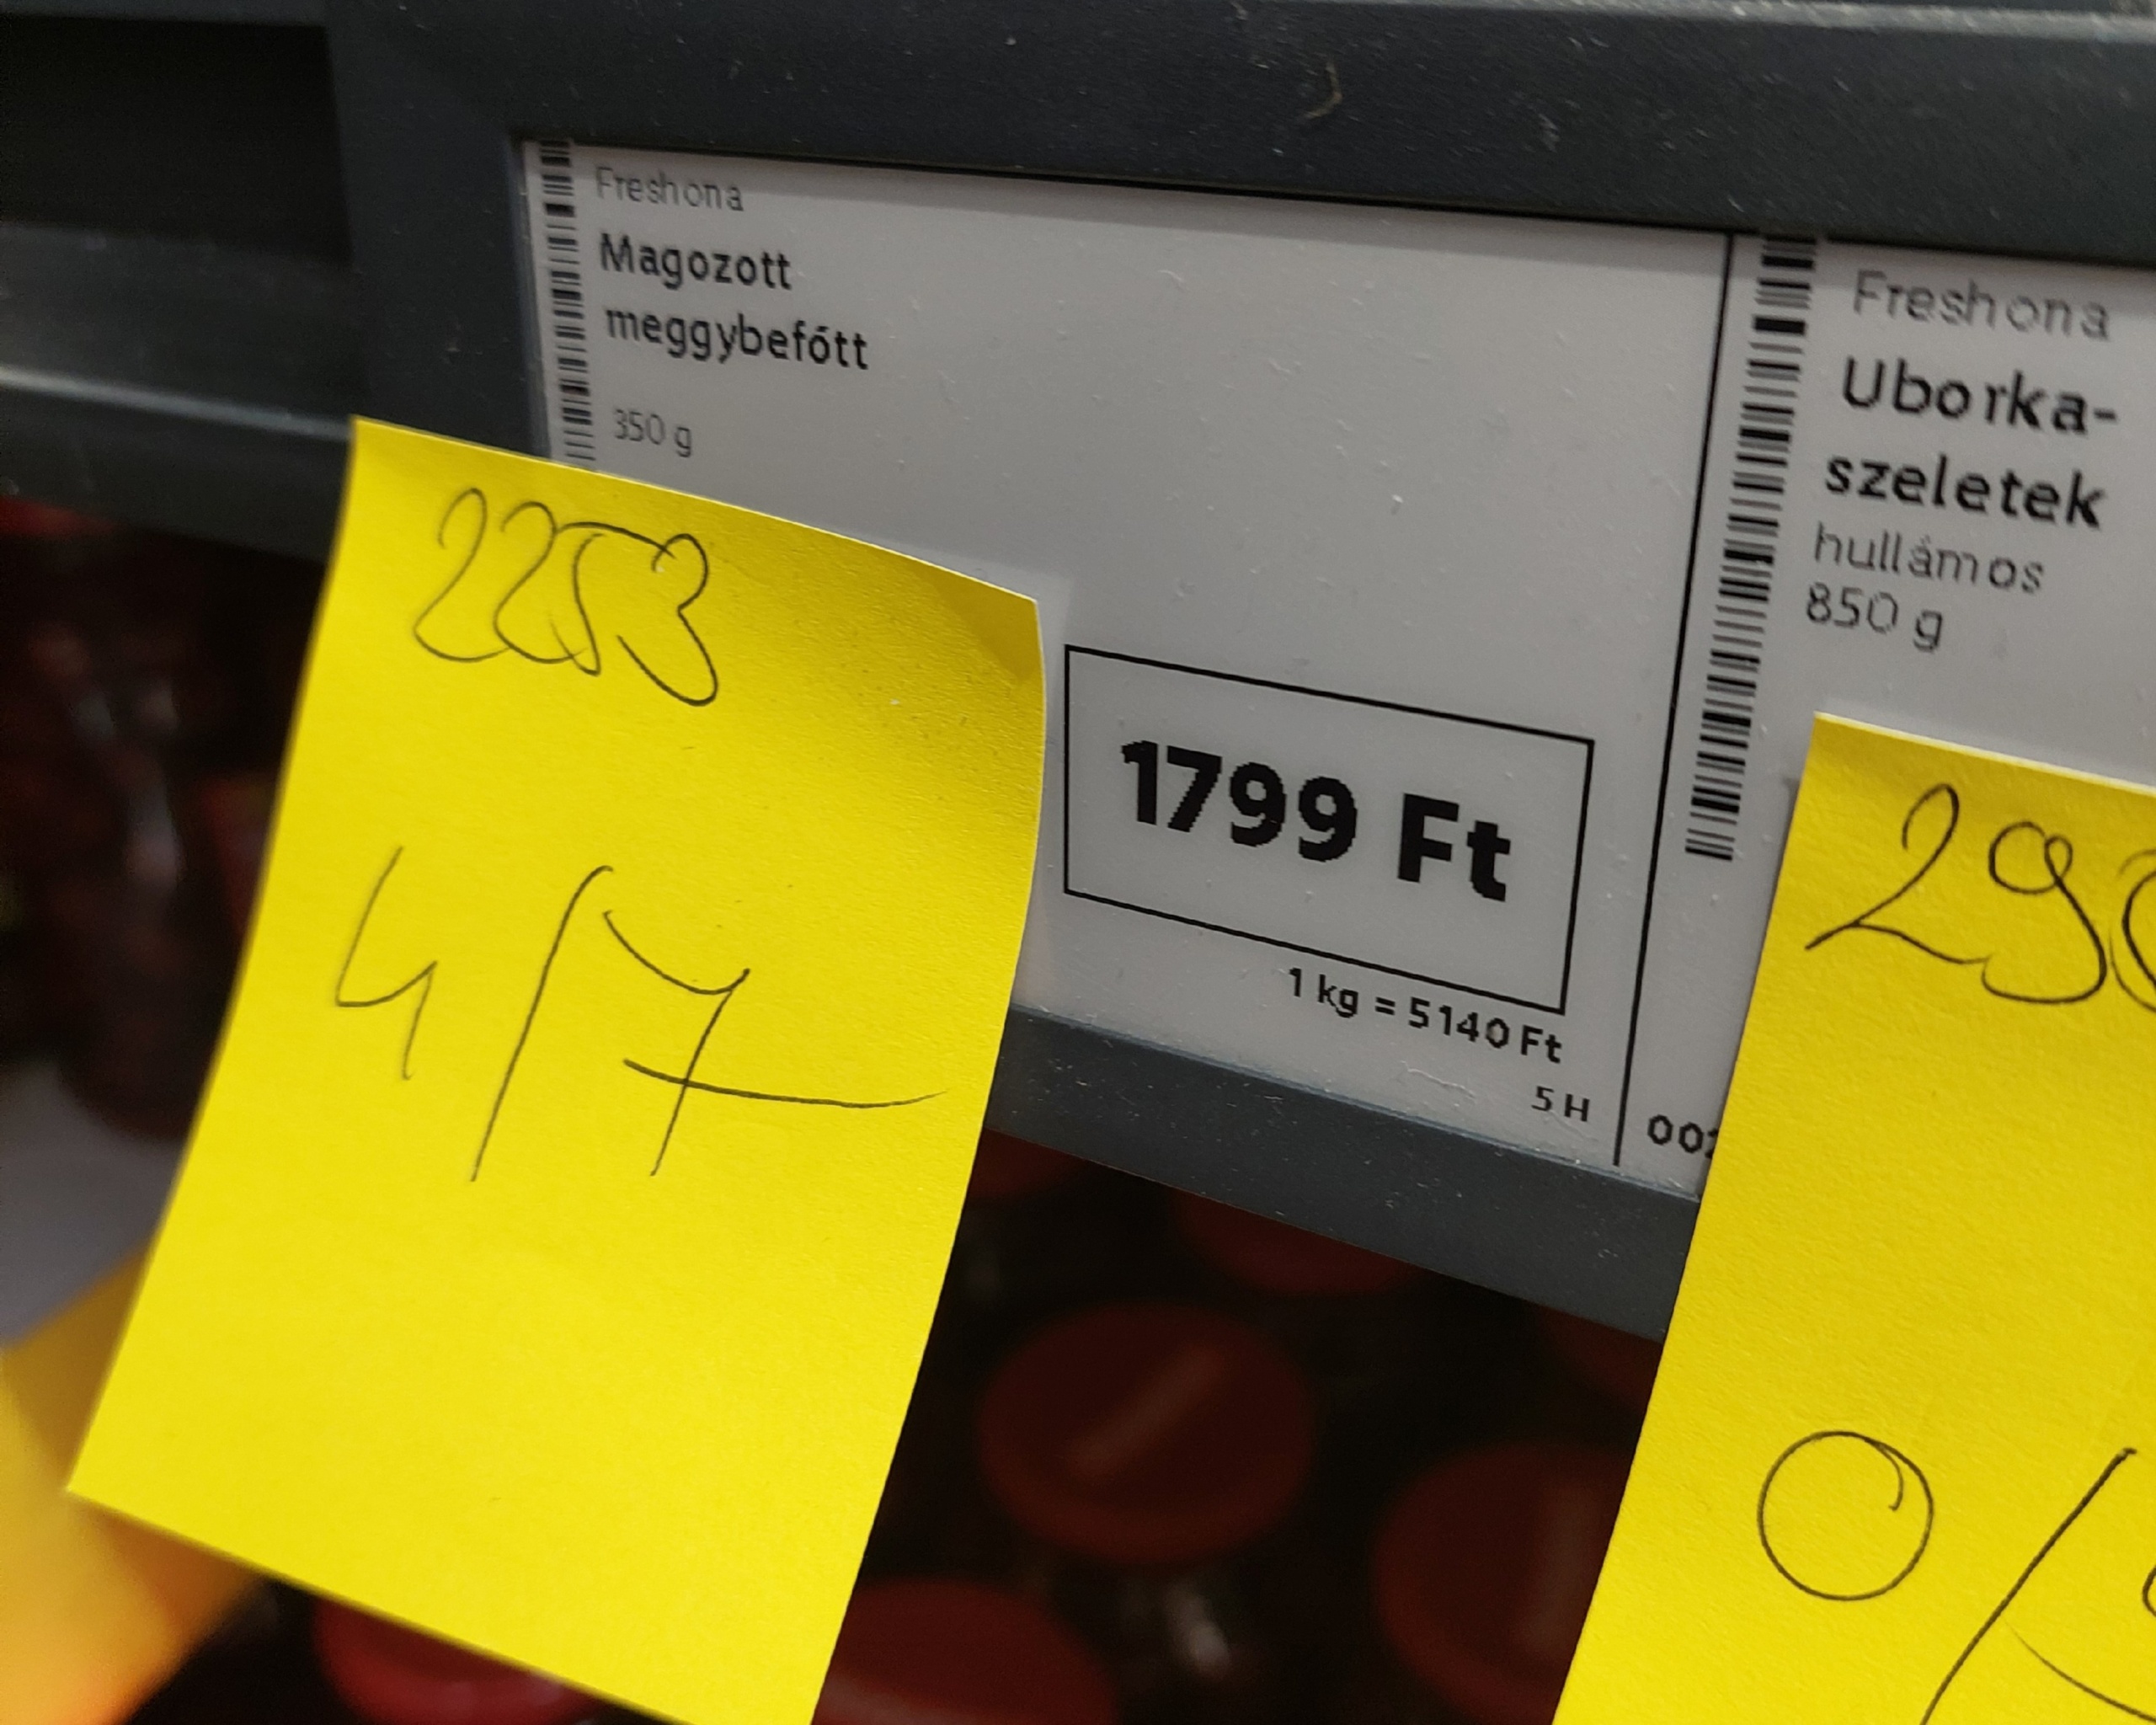 Freshona
Magozott
meggybefőtt
350 g
1799 Ft
1 kg = 5140 Ft
5 H
2253
4/7
Freshona
Uborka-
szeletek
hullámos
850 g